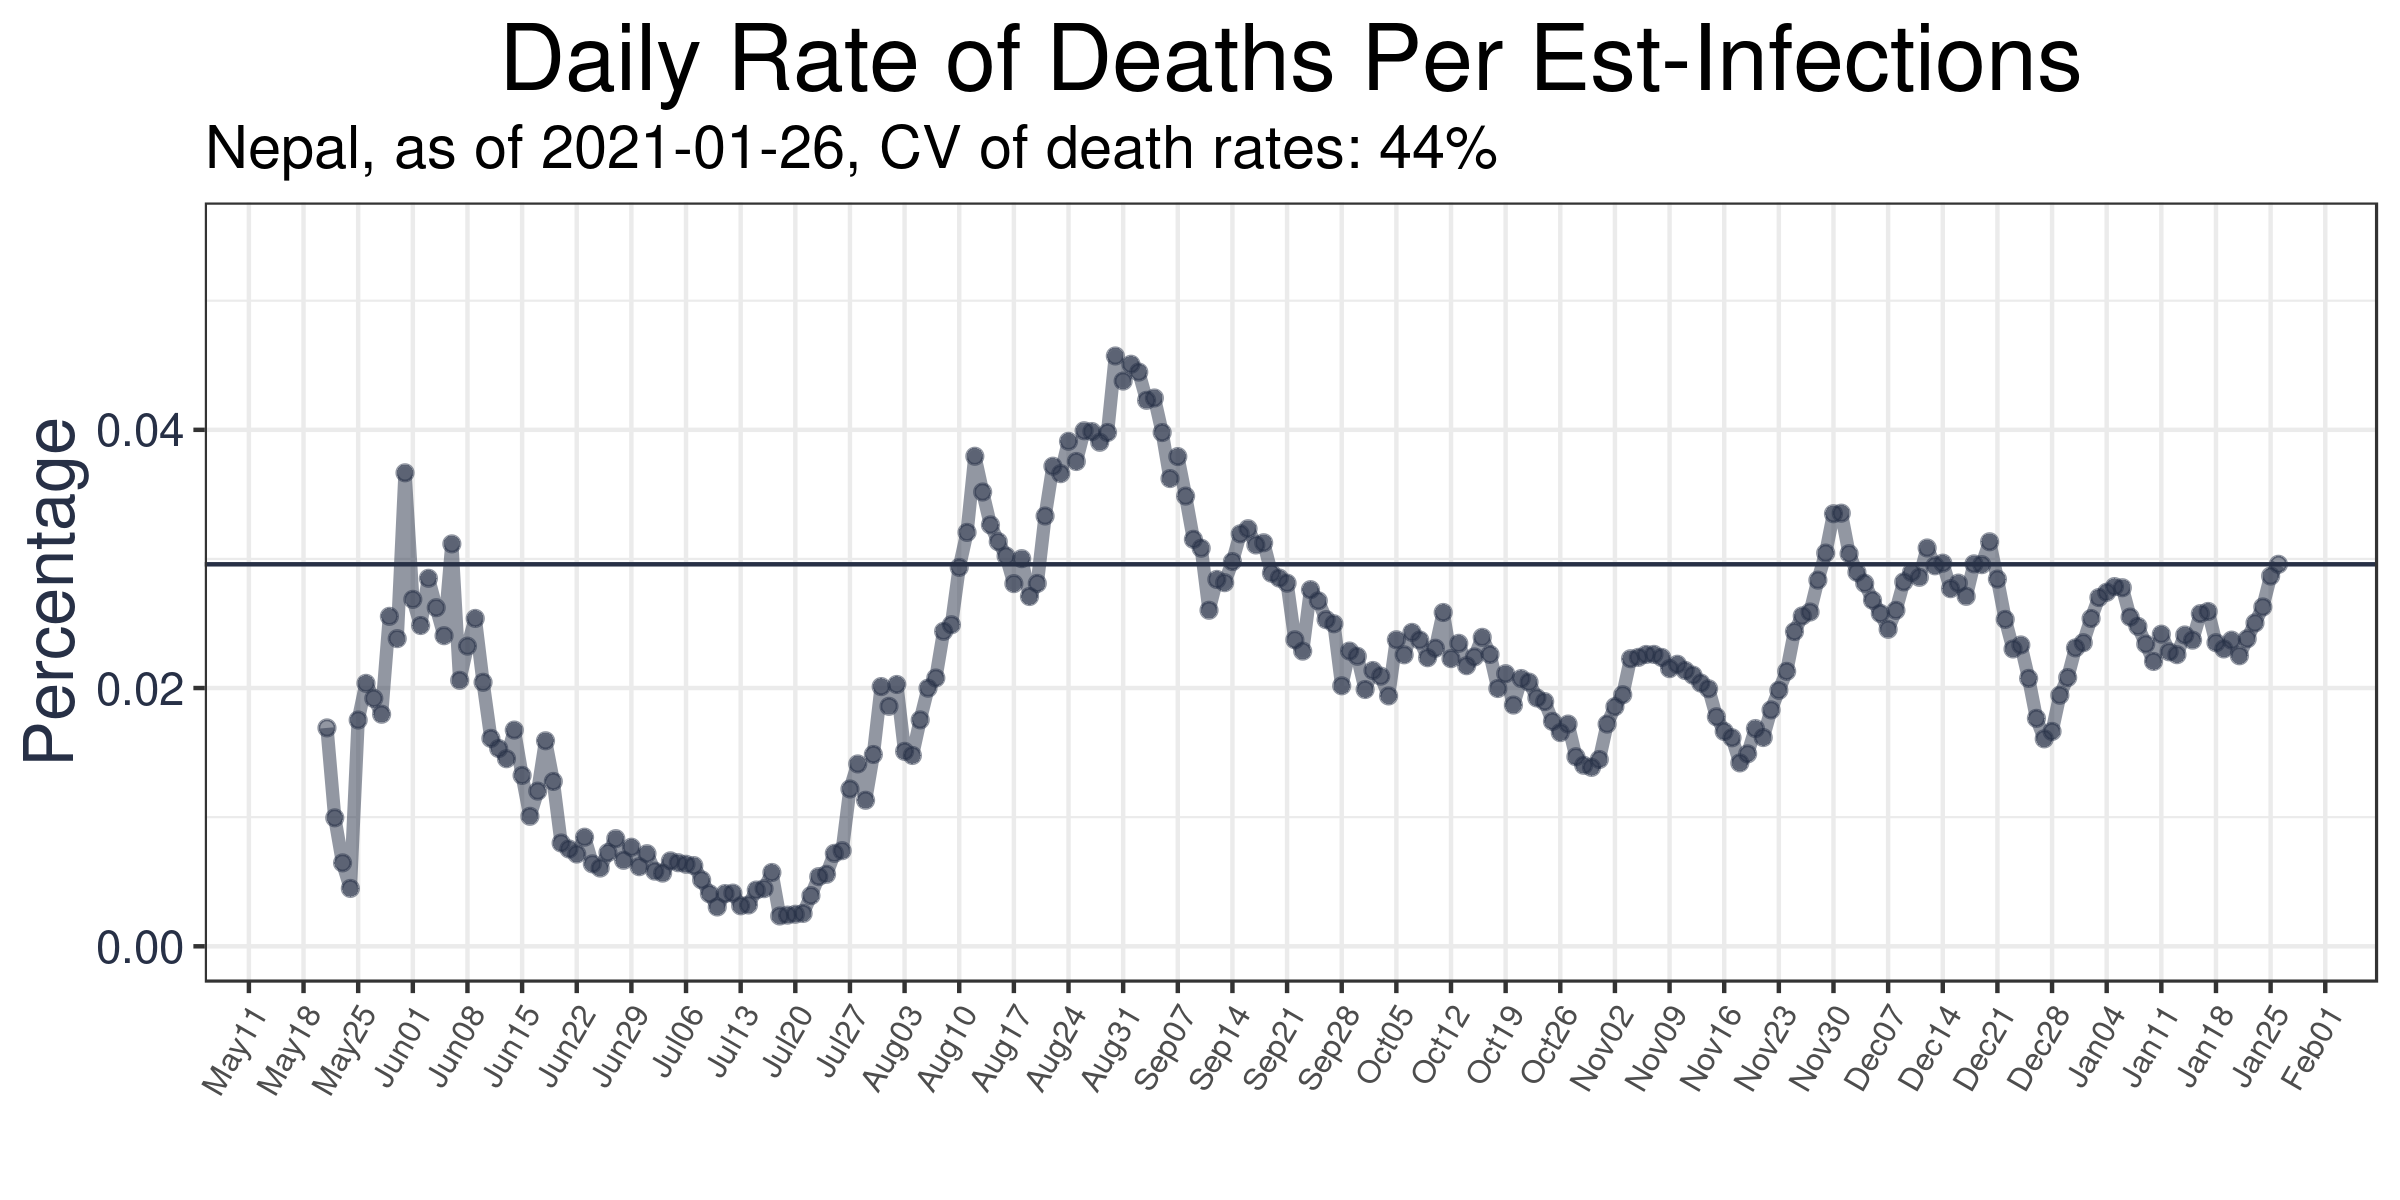 Daily Rate of Deaths Per Est-Infections
Nepal, as of 2021-01-26, CV of death rates: 44%
Percentage
0.04
0.02
0.00
May11 May18 May25 Jun01 Jun08 Jun15 Jun22 Jun29 Jul06 Jul13 Jul20 Jul27 Aug03 Aug10 Aug17 Aug24 Aug31 Sep07 Sep14 Sep21 Sep28 Oct05 Oct12 Oct19 Oct26 Nov02 Nov09 Nov16 Nov23 Nov30 Dec07 Dec14 Dec21 Dec28 Jan04 Jan11 Jan18 Jan25 Feb01